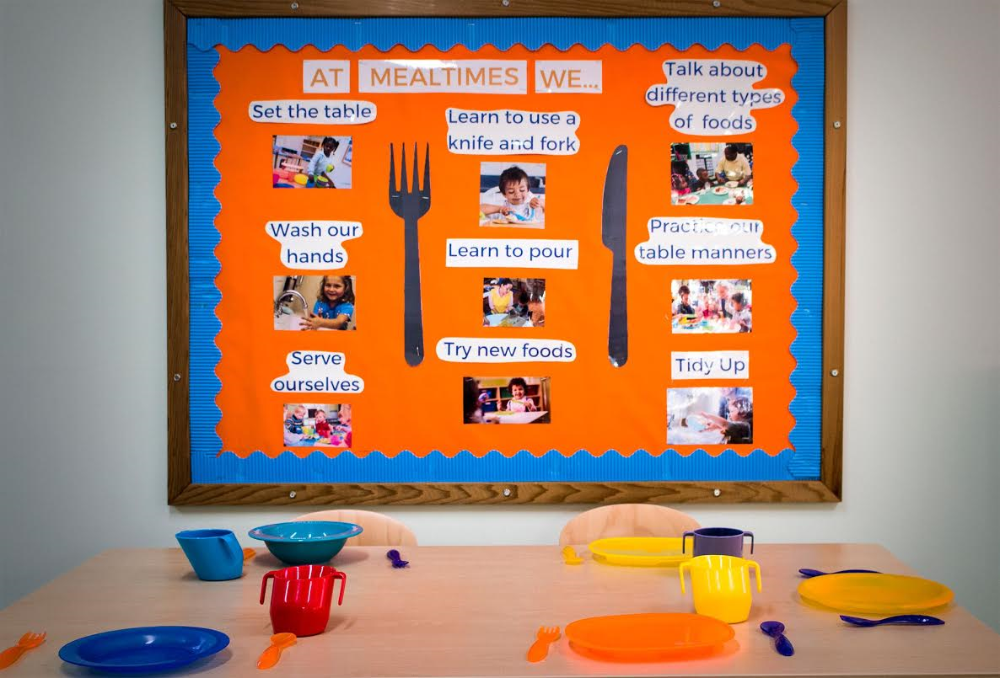 AT MEALTIMES WE...
Set the table
Wash our
hands
Serve
ourselves
Learn to use a
knife and fork
Learn to pour
Try new foods
Talk about
different types
of foods
Practice our
table manners
Tidy Up